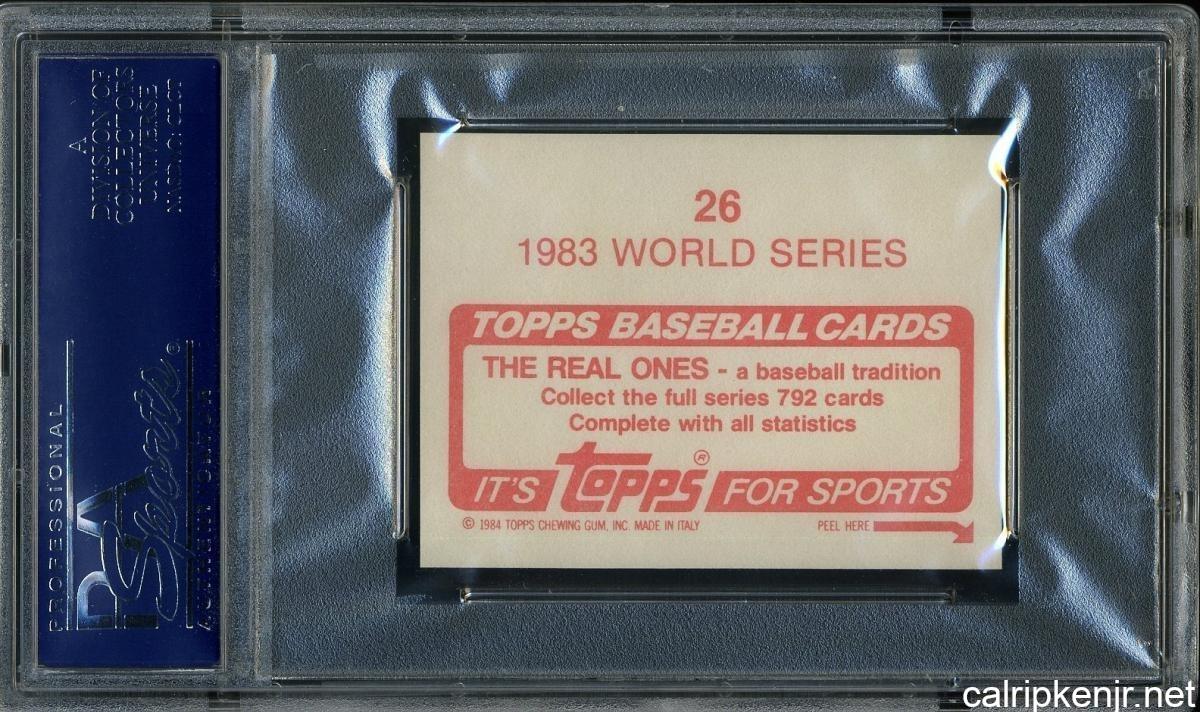 A
DIVISION OF
COLLECTORS
UNIVERSE
NASDAQ: CLCT
PROFESSIONAL
PSA
Sports®
AUTHENTICATOR
26
1983 WORLD SERIES
TOPPS BASEBALL CARDS
THE REAL ONES - a baseball tradition
Collect the full series 792 cards
Complete with all statistics
IT'S Topps® FOR SPORTS
© 1984 TOPPS CHEWING GUM, INC. MADE IN ITALY PEEL HERE
calripkenjr.net